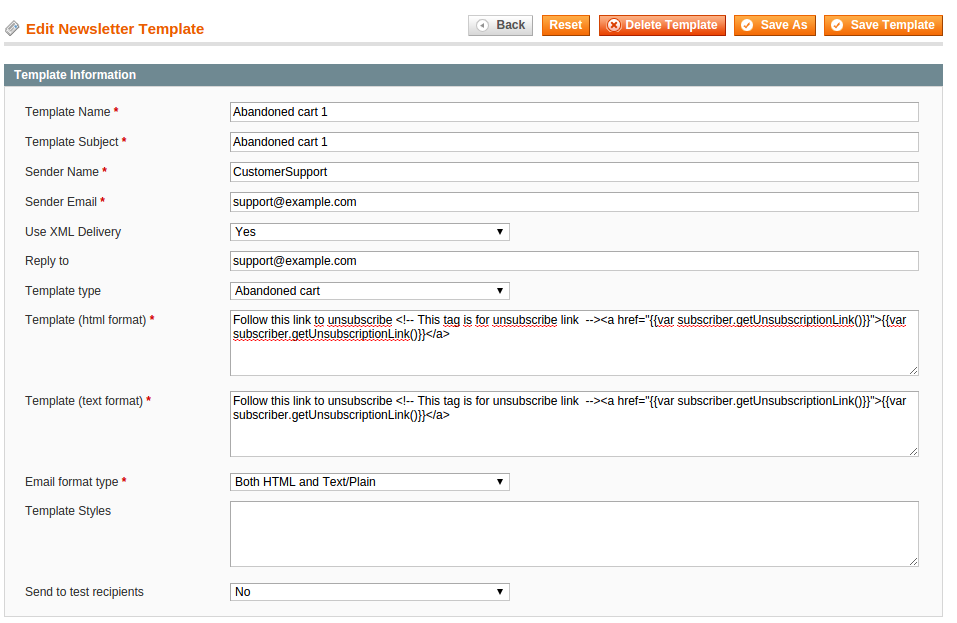 Edit Newsletter Template
Back
Reset
Delete Template
Save As
Save Template
Template Information
Template Name *
Abandoned cart 1
Template Subject *
Abandoned cart 1
Sender Name *
CustomerSupport
Sender Email *
support@example.com
Use XML Delivery
Yes
Reply to
support@example.com
Template type
Abandoned cart
Template (html format) *
Follow this link to unsubscribe <!-- This tag is for unsubscribe link  --><a href="{{var subscriber.getUnsubscriptionLink()}}">{{var
subscriber.getUnsubscriptionLink()}}</a>
Template (text format) *
Follow this link to unsubscribe <!-- This tag is for unsubscribe link  --><a href="{{var subscriber.getUnsubscriptionLink()}}">{{var
subscriber.getUnsubscriptionLink()}}</a>
Email format type *
Both HTML and Text/Plain
Template Styles
Send to test recipients
No